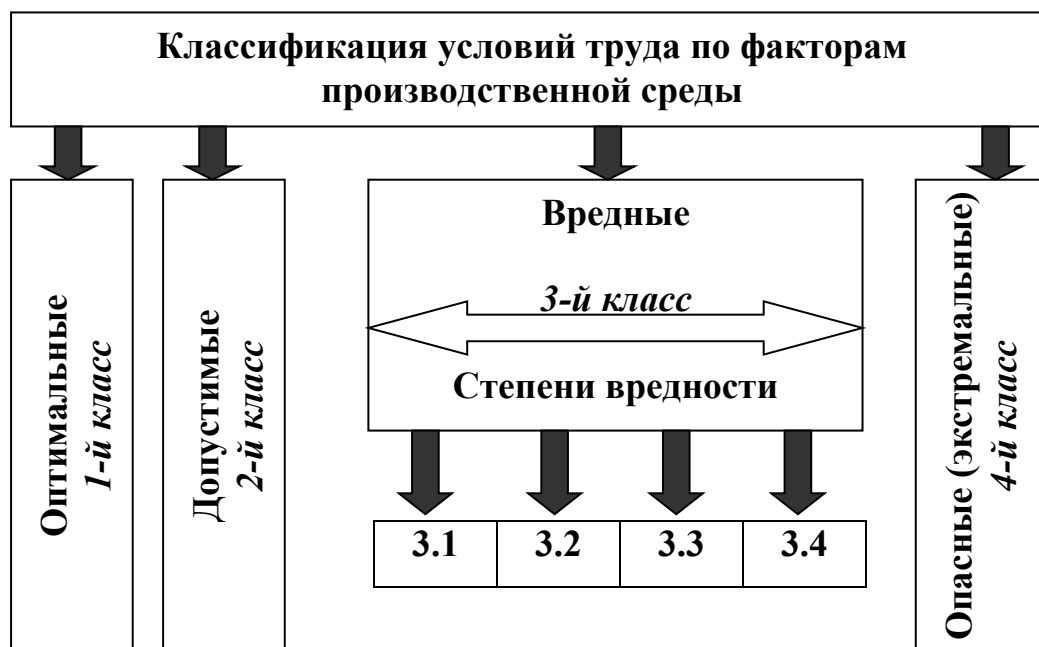 Классификация условий труда по факторам
производственной среды
Оптимальные
1-й класс
Допустимые
2-й класс
Вредные
3-й класс
Степени вредности
3.1
3.2
3.3
3.4
Опасные (экстремальные)
4-й класс